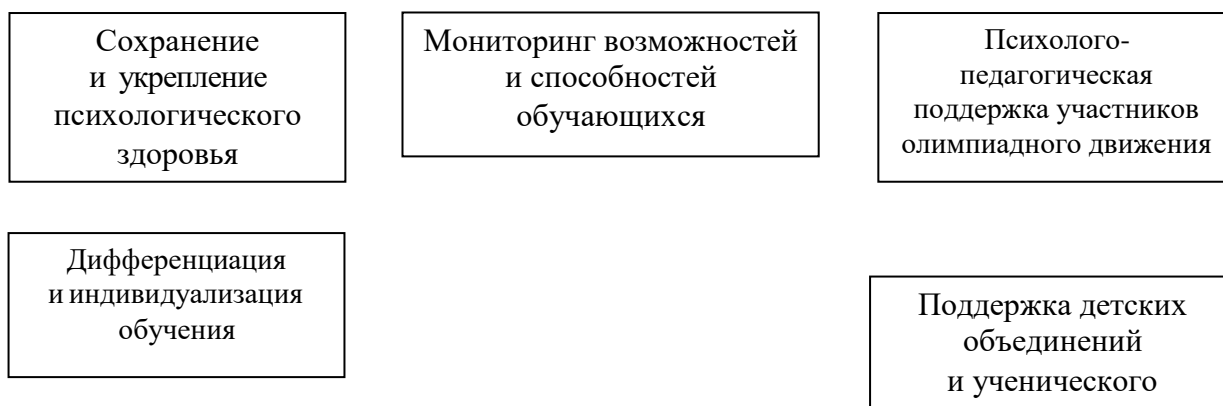 Сохранение
и укрепление
психологического
здоровья
Мониторинг возможностей
и способностей
обучающихся
Психолого-
педагогическая
поддержка участников
олимпиадного движения
Дифференциация
и индивидуализация
обучения
Поддержка детских
объединений
и ученического